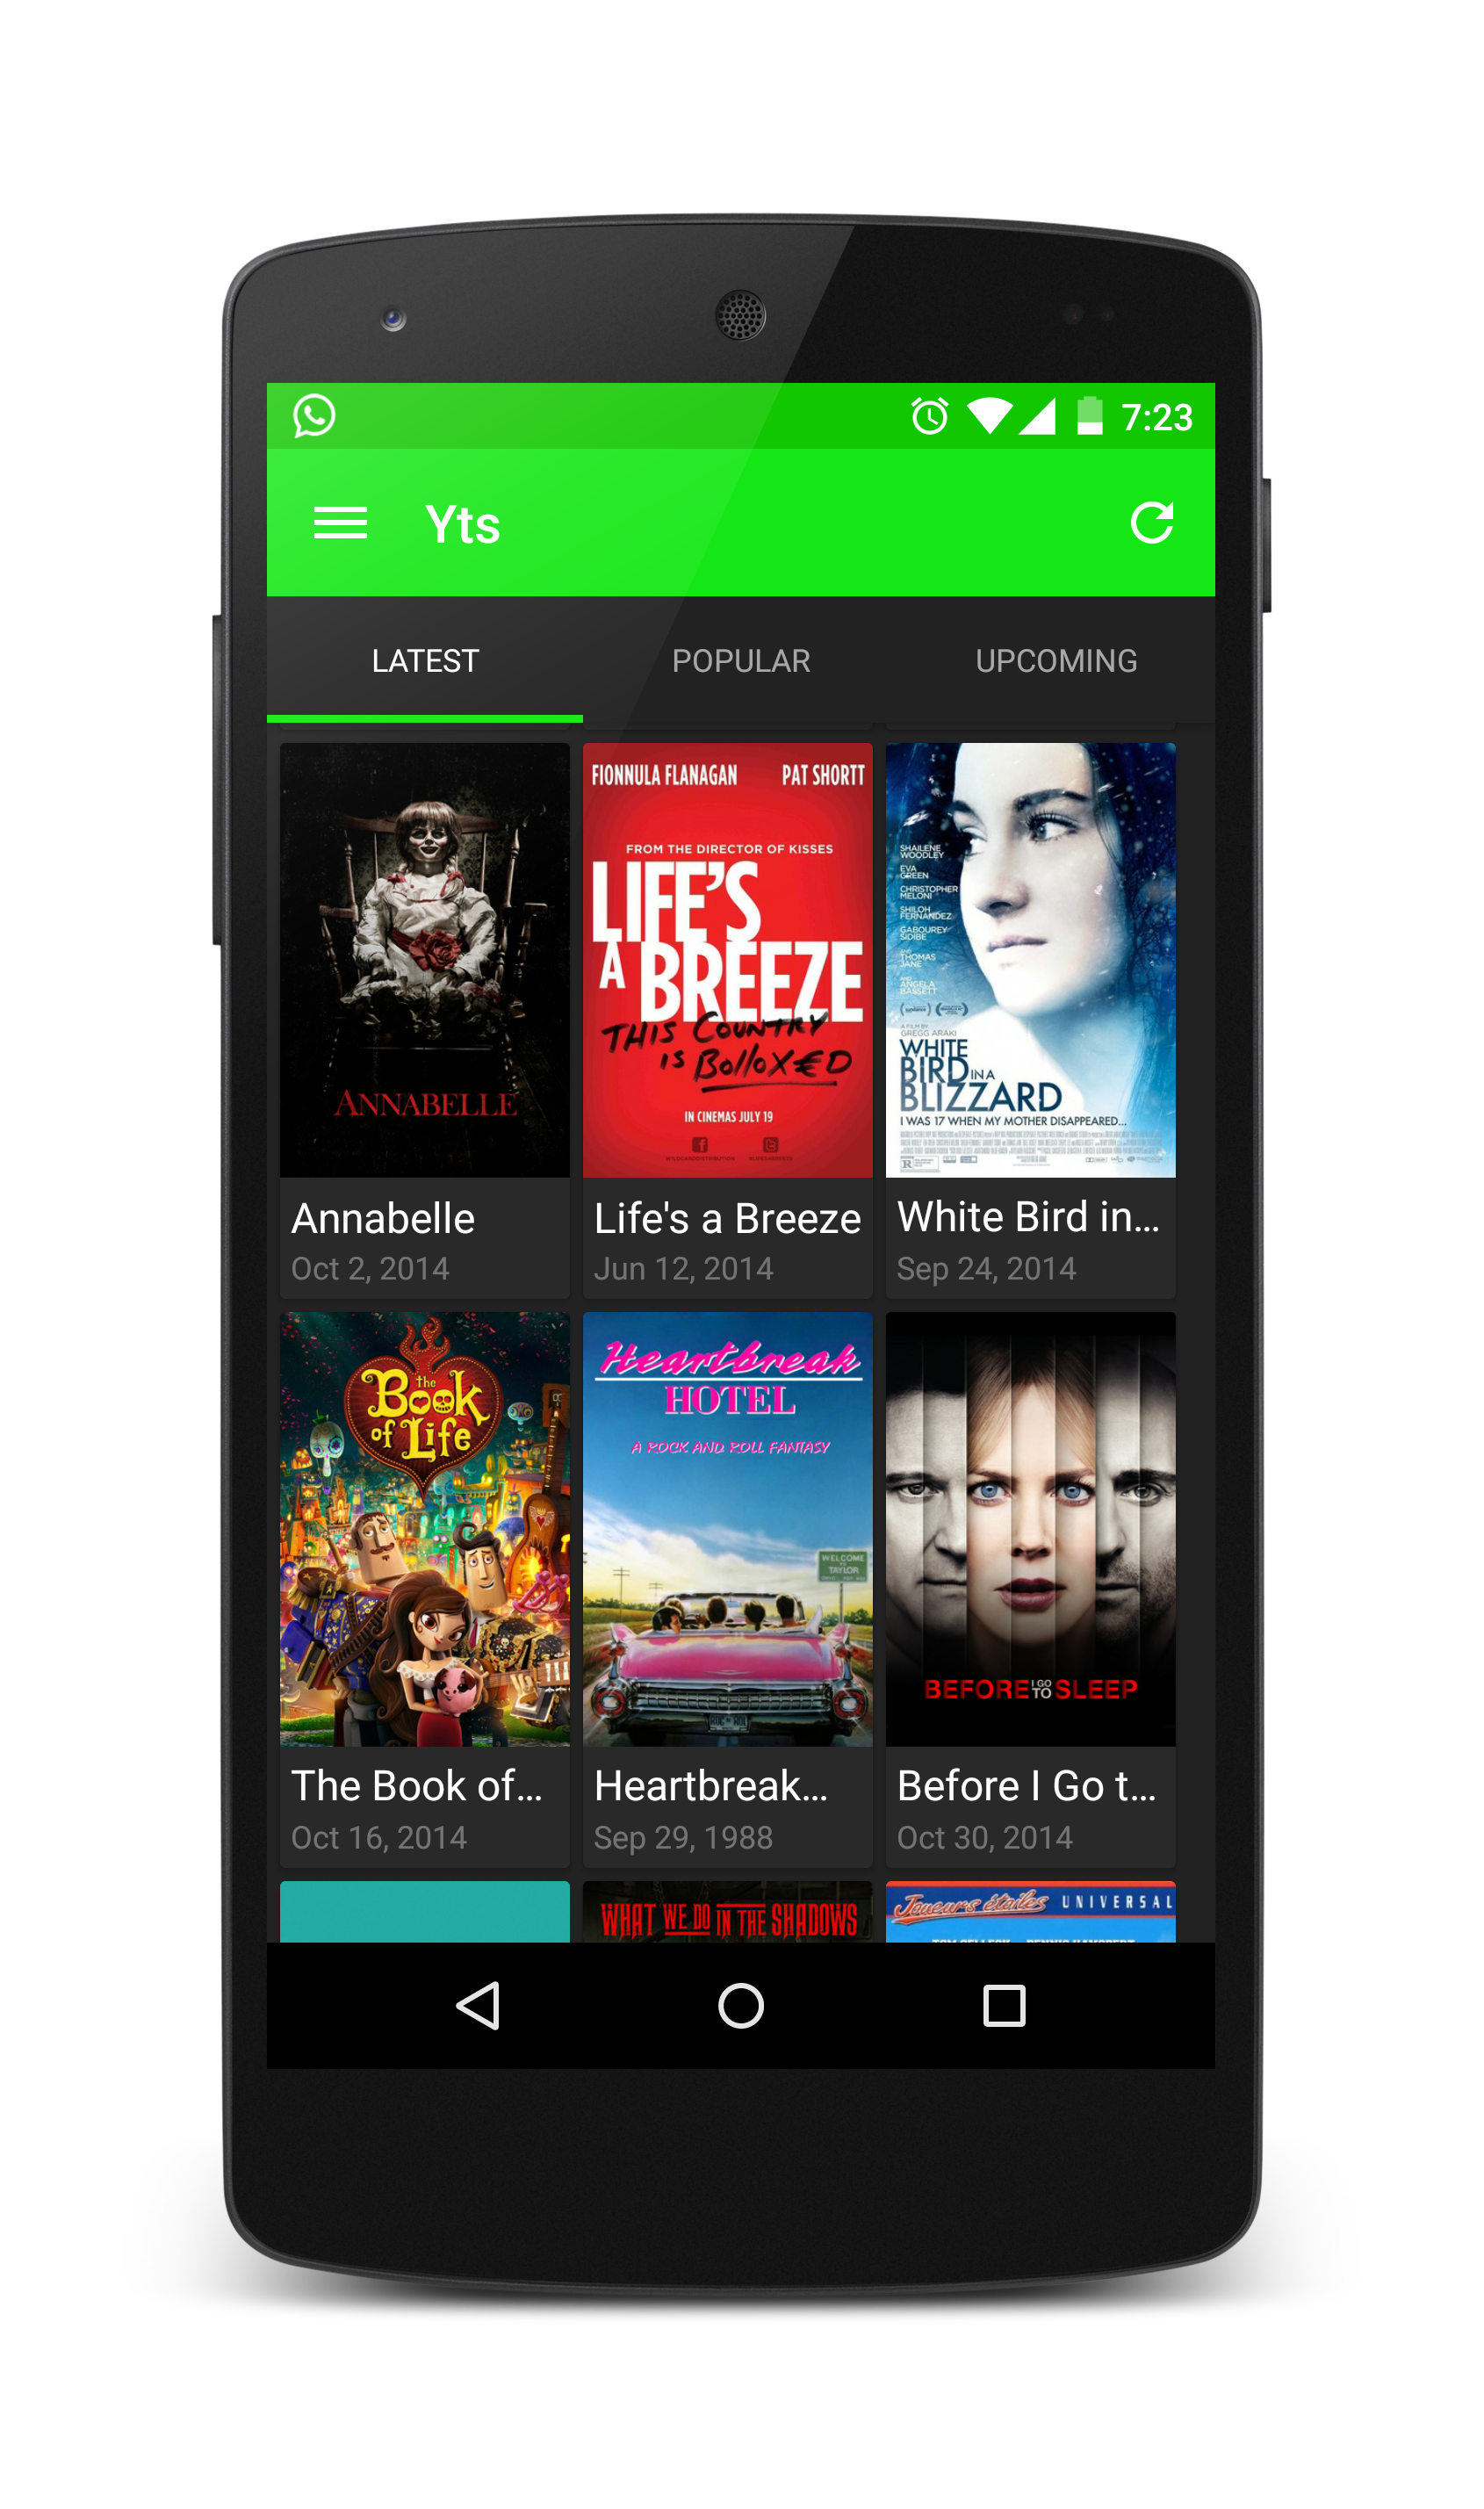 7:23
Yts
LATEST
POPULAR
UPCOMING
FIONNULA FLANAGAN PAT SHORTT
FROM THE DIRECTOR OF KISSES
LIFE'S
A BREEZE
THIS COUNTRY
IS BolloX€D
IN CINEMAS JULY 19
ANNABELLE
SHAILENE
WOODLEY
EVA
GREEN
CHRISTOPHER
MELONI
SHILOH
FERNANDEZ
GABOUREY
SIDIBE
AND
THOMAS
JANE
AND
ANGELA
BASSETT
sundance
A FILM BY
GREGG ARAKI
WHITE
BIRD IN A
BLIZZARD
I WAS 17 WHEN MY MOTHER DISAPPEARED...
R
Annabelle
Oct 2, 2014
Life's a Breeze
Jun 12, 2014
White Bird in...
Sep 24, 2014
the
Book
of Life
Heartbreak
HOTEL
A ROCK AND ROLL FANTASY
WELCOME
TO
TAYLOR
BEFORE I GO TO SLEEP
The Book of...
Oct 16, 2014
Heartbreak...
Sep 29, 1988
Before I Go t...
Oct 30, 2014
WHAT WE DO IN THE SHADOWS
Joueurs étoiles UNIVERSAL